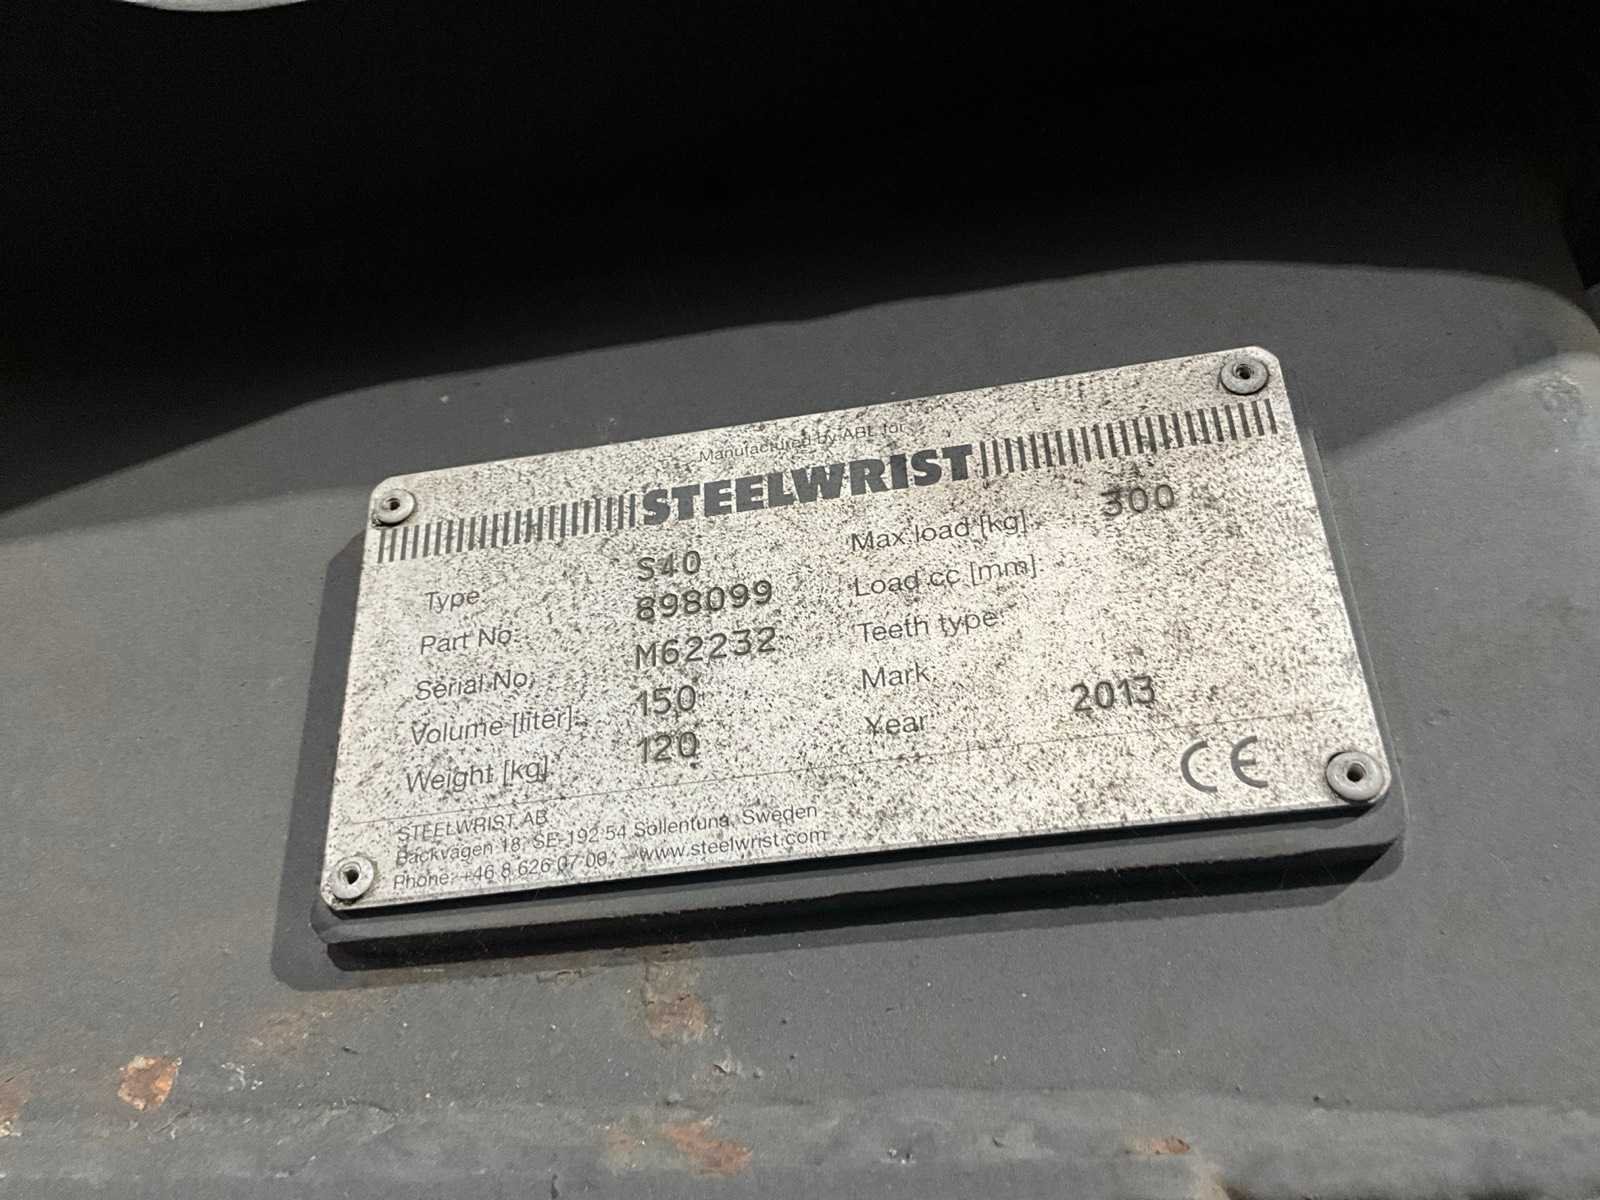 Manufactured by ABL for
STEELWRIST
Type: S40
Part No: 898099
Serial No: M62232
Volume [liter]: 150
Weight [kg]: 120
Max load [kg]: 300
Load cc [mm]:
Teeth type:
Mark:
Year: 2013
CE
STEELWRIST AB
Bäckvägen 18, SE-192 54 Sollentuna, Sweden
Phone: +46 8 626 07 00, www.steelwrist.com